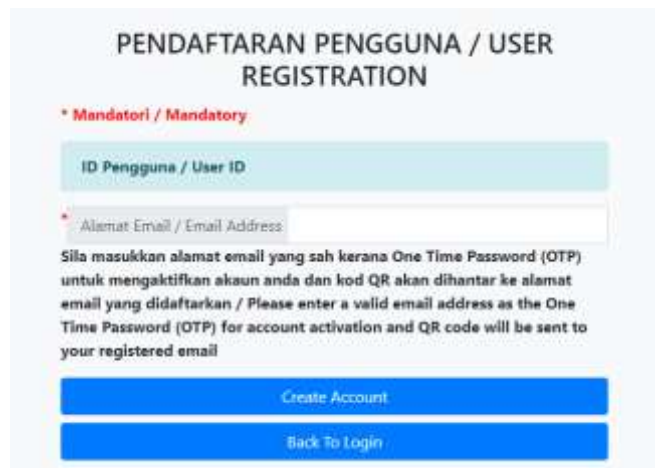 PENDAFTARAN PENGGUNA / USER
REGISTRATION
* Mandatori / Mandatory
ID Pengguna / User ID
* Alamat Email / Email Address
Sila masukkan alamat email yang sah kerana One Time Password (OTP)
untuk mengaktifkan akaun anda dan kod QR akan dihantar ke alamat
email yang didaftarkan / Please enter a valid email address as the One
Time Password (OTP) for account activation and QR code will be sent to
your registered email
Create Account
Back To Login